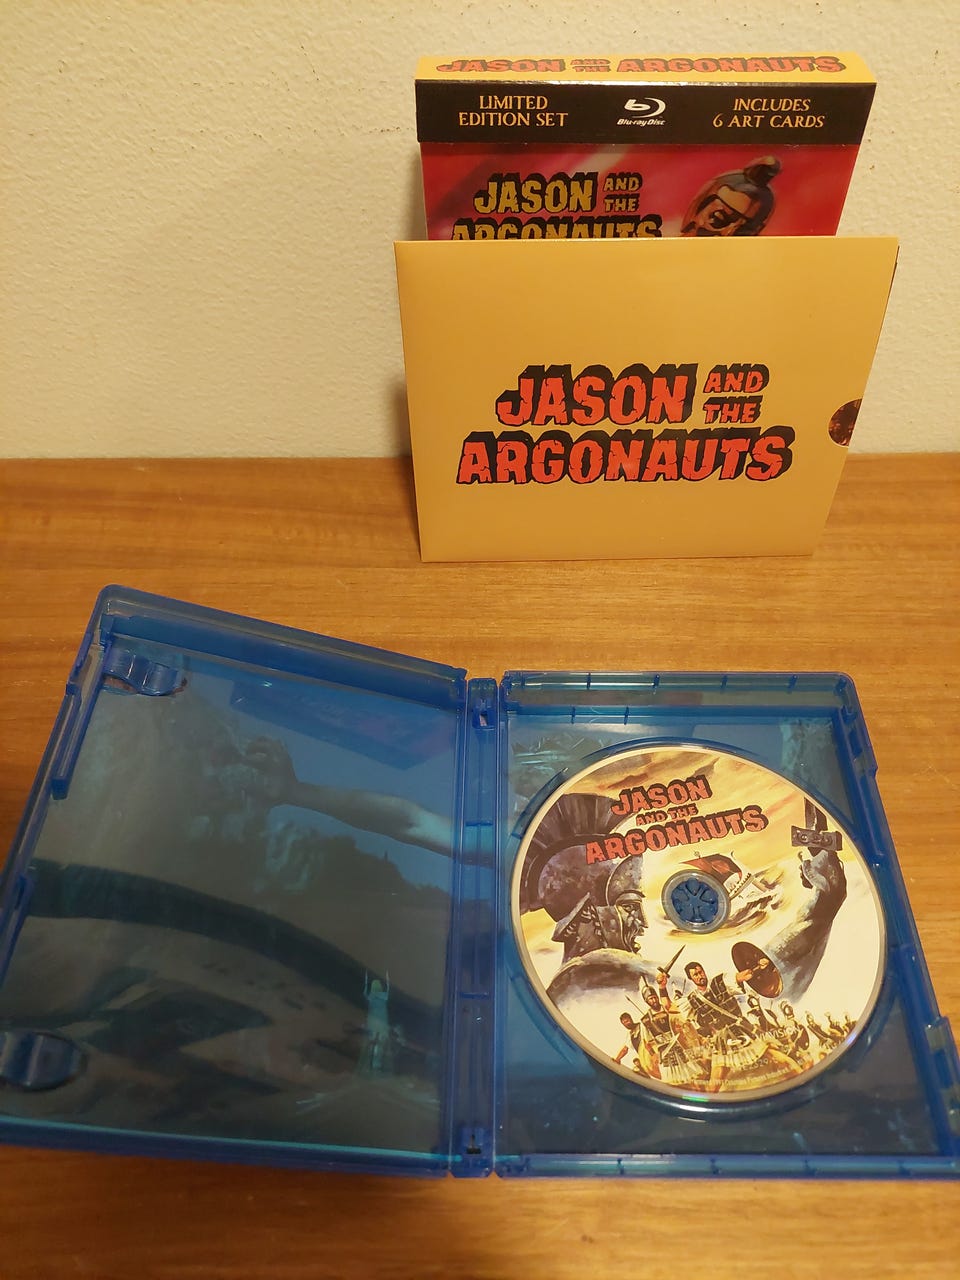 JASON AND THE ARGONAUTS
LIMITED
EDITION SET
Blu-ray Disc
INCLUDES
6 ART CARDS
JASON AND
THE
ARGONAUTS
JASON AND
THE
ARGONAUTS
JASON
AND THE
ARGONAUTS